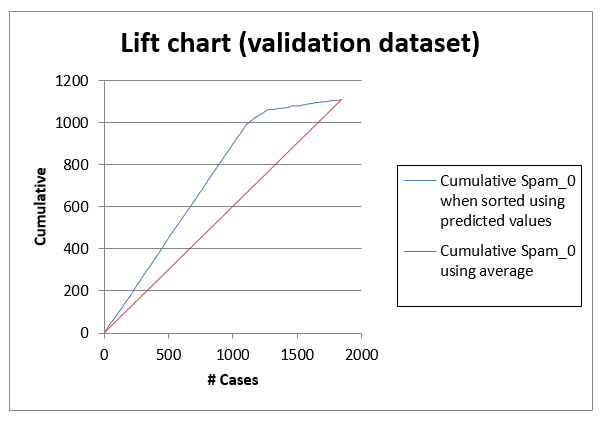 Lift chart (validation dataset)
1200
1000
800
600
400
200
0
Cumulative
0 500 1000 1500 2000
# Cases
Cumulative Spam_0
when sorted using
predicted values
Cumulative Spam_0
using average